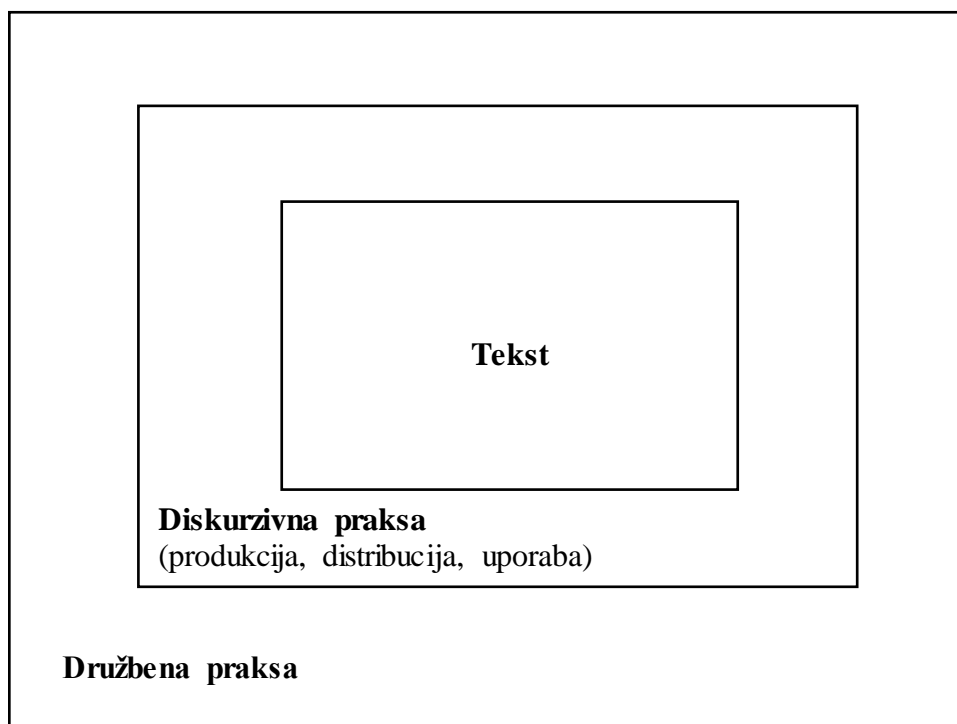 Tekst
Diskurzivna praksa
(produkcija, distribucija, uporaba)
Družbena praksa